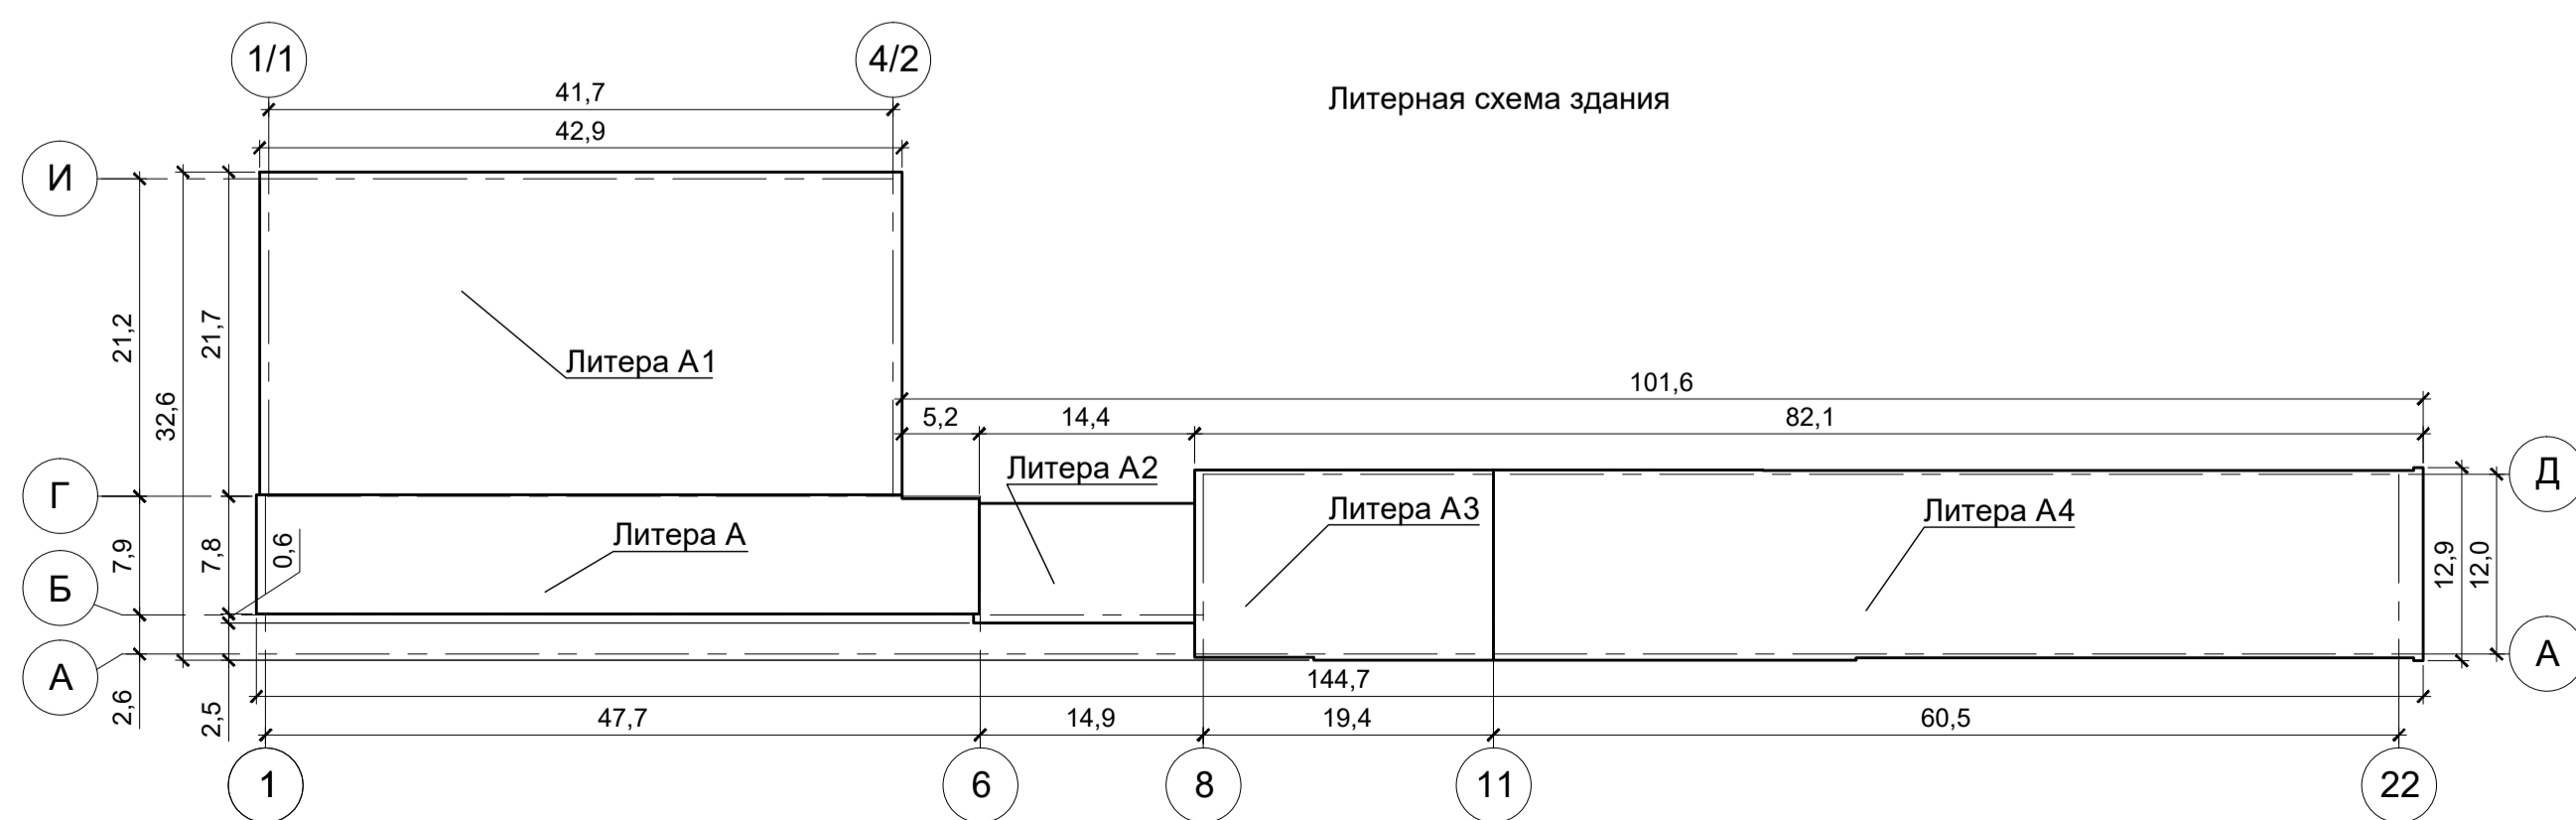 1/1
4/2
Литерная схема здания
41,7
42,9
И
21,2
32,6
21,7
Литера А1
101,6
5,2
14,4
82,1
Литера А2
Г
Д
Литера А3
Литера А4
Литера А
0,6
7,9
7,8
12,9
12,0
Б
А
А
2,6
2,5
144,7
47,7
14,9
19,4
60,5
1
6
8
11
22